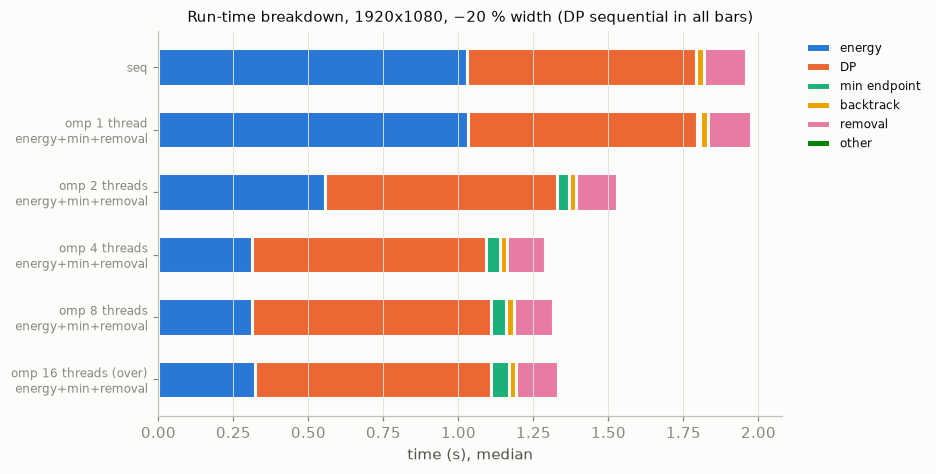 Run-time breakdown, 1920x1080, −20 % width (DP sequential in all bars)
seq
omp 1 thread
energy+min+removal
omp 2 threads
energy+min+removal
omp 4 threads
energy+min+removal
omp 8 threads
energy+min+removal
omp 16 threads (over)
energy+min+removal
0.00 0.25 0.50 0.75 1.00 1.25 1.50 1.75 2.00
time (s), median
energy
DP
min endpoint
backtrack
removal
other